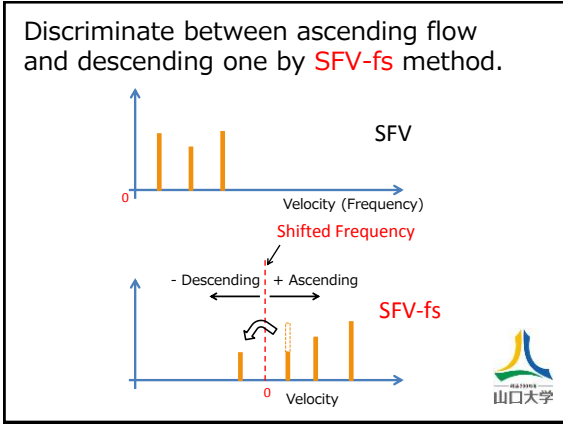 Discriminate between ascending flow
and descending one by SFV-fs method.
SFV
0
Velocity (Frequency)
Shifted Frequency
- Descending
+ Ascending
SFV-fs
0
Velocity
山口大学